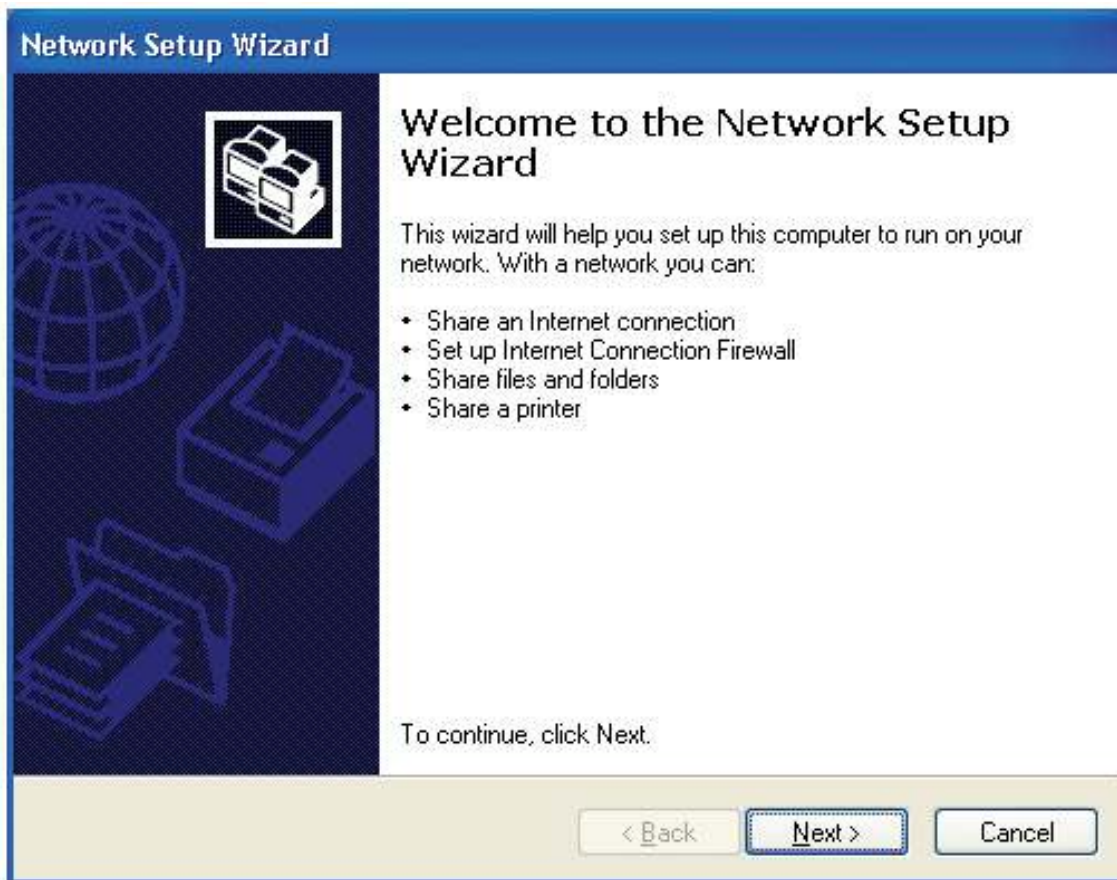 Network Setup Wizard
Welcome to the Network Setup
Wizard
This wizard will help you set up this computer to run on your
network. With a network you can:
• Share an Internet connection
• Set up Internet Connection Firewall
• Share files and folders
• Share a printer
To continue, click Next.
< Back Next > Cancel